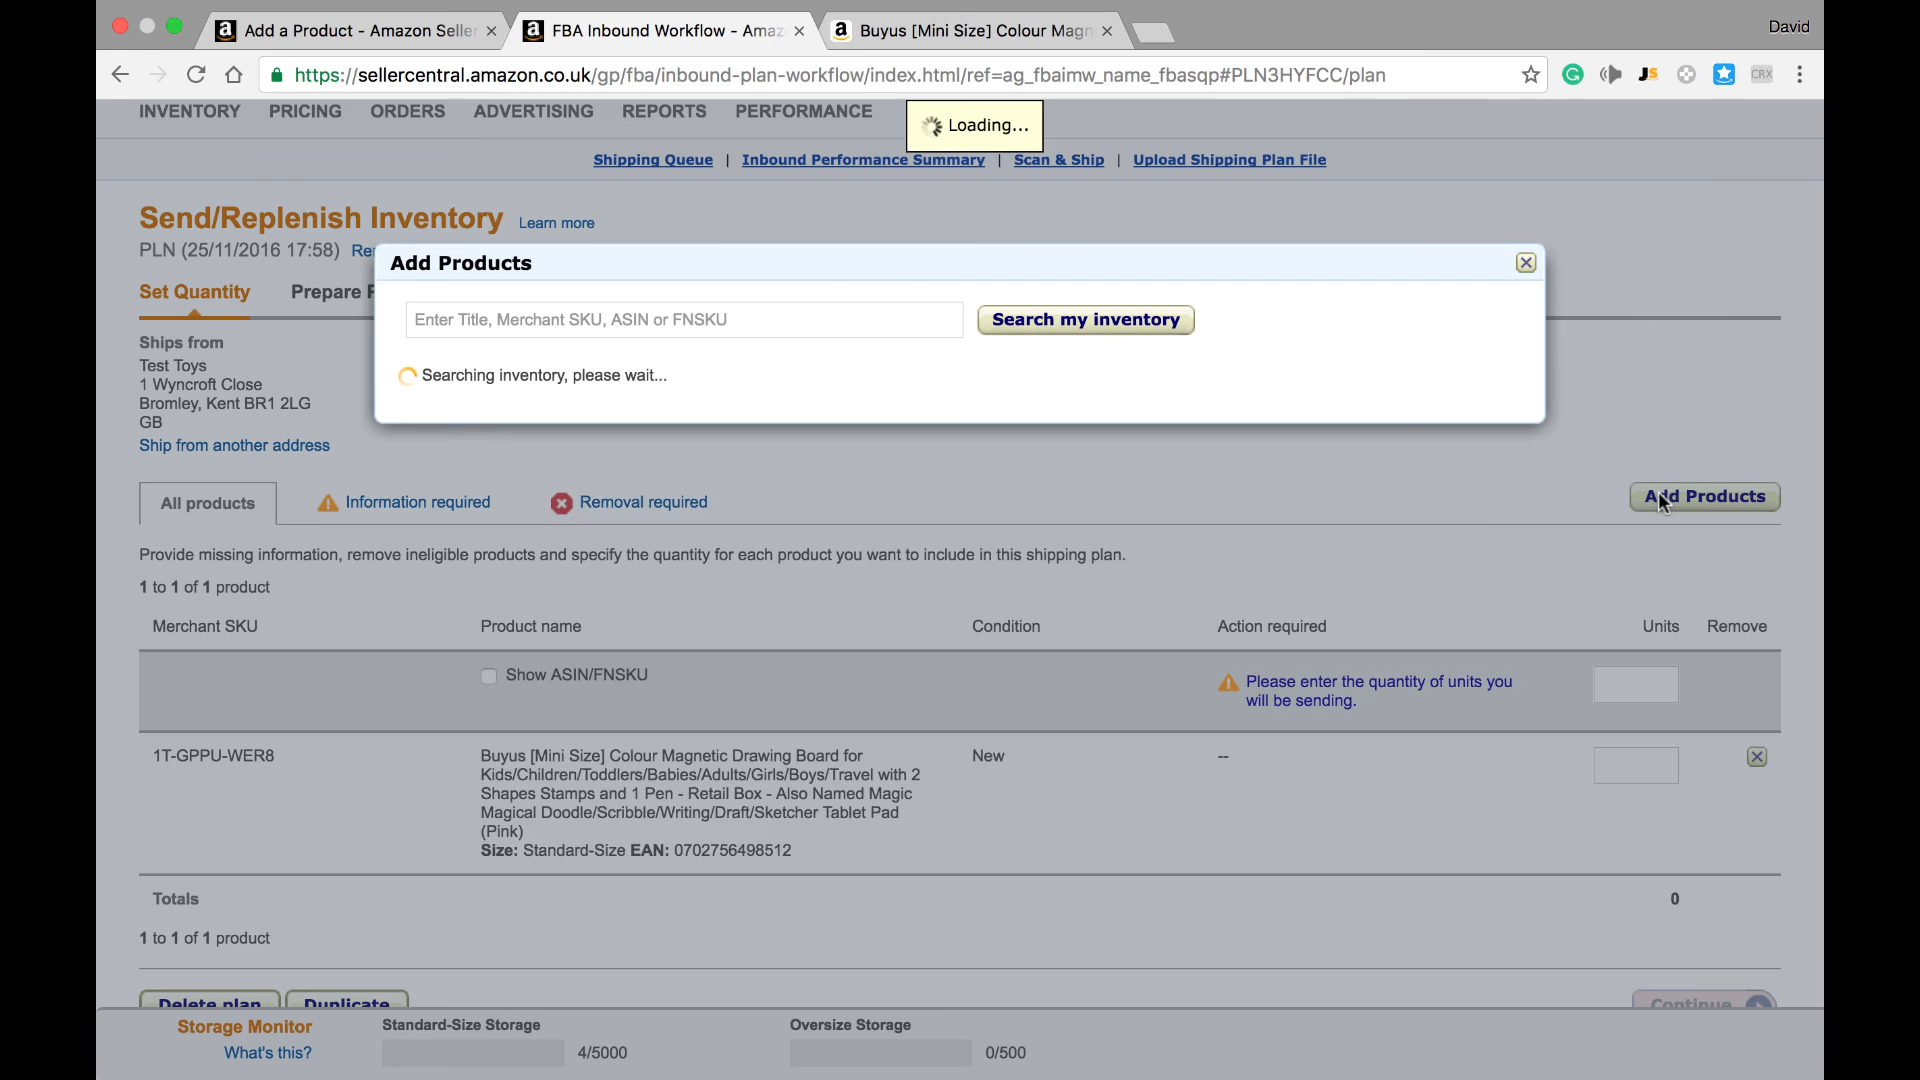 Add a Product - Amazon Seller
FBA Inbound Workflow - Amaz
Buyus [Mini Size] Colour Magn
David
https://sellercentral.amazon.co.uk/gp/fba/inbound-plan-workflow/index.html/ref=ag_fbaimw_name_fbasqp#PLN3HYFCC/plan
JS
CRX
INVENTORY PRICING ORDERS ADVERTISING REPORTS PERFORMANCE
Loading...
Shipping Queue | Inbound Performance Summary | Scan & Ship | Upload Shipping Plan File
Send/Replenish Inventory Learn more
PLN (25/11/2016 17:58)
Add Products
Set Quantity Prepare
Enter Title, Merchant SKU, ASIN or FNSKU
Search my inventory
Searching inventory, please wait...
Ships from
Test Toys
1 Wyncroft Close
Bromley, Kent BR1 2LG
GB
Ship from another address
All products Information required Removal required Add Products
Provide missing information, remove ineligible products and specify the quantity for each product you want to include in this shipping plan.
1 to 1 of 1 product
Merchant SKU Product name Condition Action required Units Remove
Show ASIN/FNSKU
Please enter the quantity of units you
will be sending.
1T-GPPU-WER8
Buyus [Mini Size] Colour Magnetic Drawing Board for
Kids/Children/Toddlers/Babies/Adults/Girls/Boys/Travel with 2
Shapes Stamps and 1 Pen - Retail Box - Also Named Magic
Magical Doodle/Scribble/Writing/Draft/Sketcher Tablet Pad
(Pink)
Size: Standard-Size EAN: 0702756498512
New
--
Totals 0
1 to 1 of 1 product
Delete plan Duplicate Continue
Storage Monitor
What's this?
Standard-Size Storage
4/5000
Oversize Storage
0/500